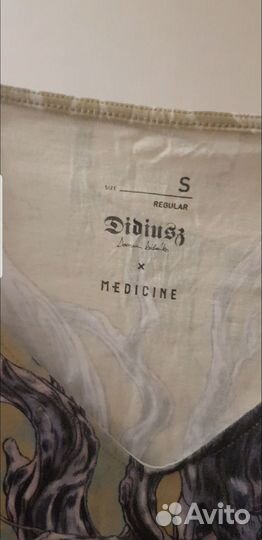 SIZE S
REGULAR
Didiusz
×
MEDICINE
Avito